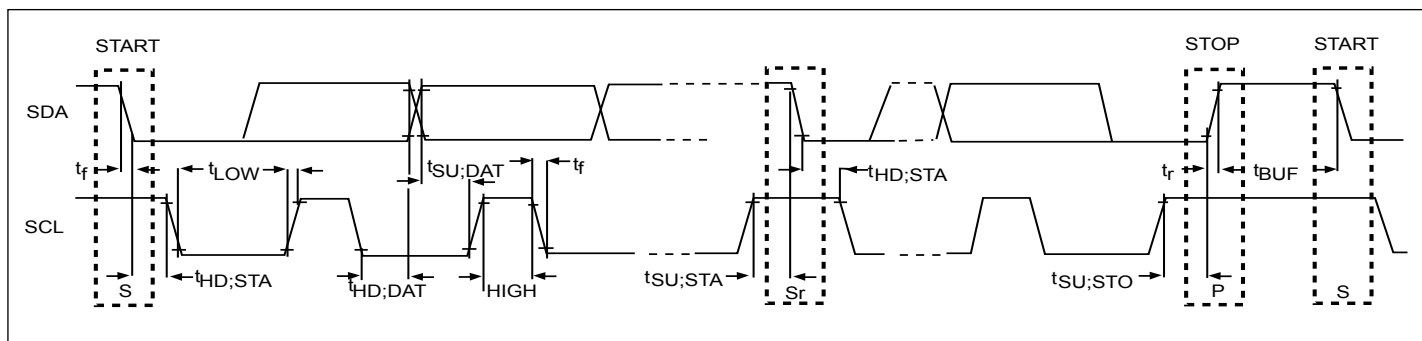 START STOP START
SDA
tf tLOW tSU;DAT tf tHD;STA tr tBUF
SCL
tHD;STA tHD;DAT HIGH tSU;STA tSU;STO
S Sr P S